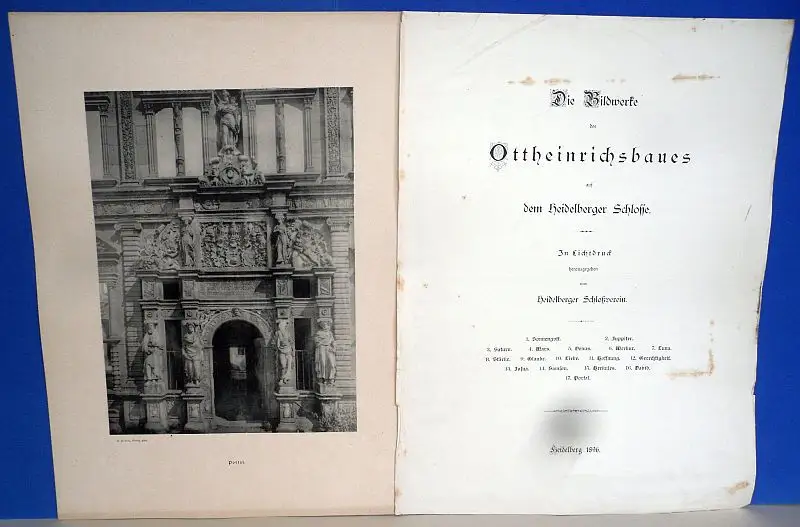 Portal.
Die Bildwerke
des
Ottheinrichsbaues
auf
dem Heidelberger Schlosse.
In Lichtdruck
herausgegeben
vom
Heidelberger Schloßverein.
1. Sonnengott. 2. Juppiter.
3. Saturn. 4. Mars. 5. Venus. 6. Merkur. 7. Luna.
8. Stärke. 9. Glaube. 10. Liebe. 11. Hoffnung. 12. Gerechtigkeit.
13. Josua. 14. Samson. 15. Herkules. 16. David.
17. Portal.
Heidelberg 1896.